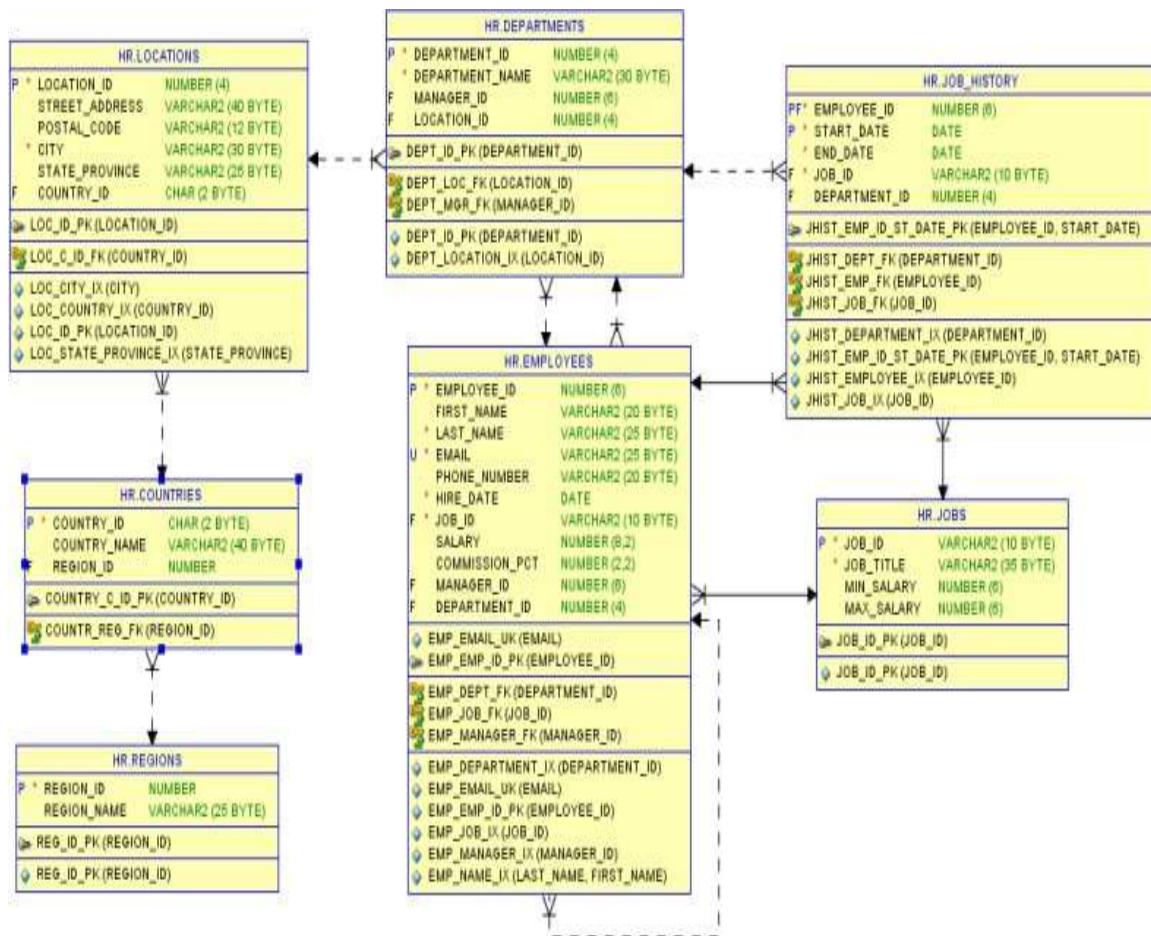 HR.LOCATIONS
P * LOCATION_ID NUMBER (4)
STREET_ADDRESS VARCHAR2 (40 BYTE)
POSTAL_CODE VARCHAR2 (12 BYTE)
* CITY VARCHAR2 (30 BYTE)
STATE_PROVINCE VARCHAR2 (25 BYTE)
F COUNTRY_ID CHAR (2 BYTE)
LOC_ID_PK (LOCATION_ID)
LOC_C_ID_FK (COUNTRY_ID)
LOC_CITY_IX (CITY)
LOC_COUNTRY_IX (COUNTRY_ID)
LOC_ID_PK (LOCATION_ID)
LOC_STATE_PROVINCE_IX (STATE_PROVINCE)
HR.DEPARTMENTS
P * DEPARTMENT_ID NUMBER (4)
* DEPARTMENT_NAME VARCHAR2 (30 BYTE)
F MANAGER_ID NUMBER (6)
F LOCATION_ID NUMBER (4)
DEPT_ID_PK (DEPARTMENT_ID)
DEPT_LOC_FK (LOCATION_ID)
DEPT_MGR_FK (MANAGER_ID)
DEPT_ID_PK (DEPARTMENT_ID)
DEPT_LOCATION_IX (LOCATION_ID)
HR.JOB_HISTORY
PF* EMPLOYEE_ID NUMBER (6)
P * START_DATE DATE
* END_DATE DATE
F * JOB_ID VARCHAR2 (10 BYTE)
F DEPARTMENT_ID NUMBER (4)
JHIST_EMP_ID_ST_DATE_PK (EMPLOYEE_ID, START_DATE)
JHIST_DEPT_FK (DEPARTMENT_ID)
JHIST_EMP_FK (EMPLOYEE_ID)
JHIST_JOB_FK (JOB_ID)
JHIST_DEPARTMENT_IX (DEPARTMENT_ID)
JHIST_EMP_ID_ST_DATE_PK (EMPLOYEE_ID, START_DATE)
JHIST_EMPLOYEE_IX (EMPLOYEE_ID)
JHIST_JOB_IX (JOB_ID)
HR.EMPLOYEES
P * EMPLOYEE_ID NUMBER (6)
FIRST_NAME VARCHAR2 (20 BYTE)
* LAST_NAME VARCHAR2 (25 BYTE)
U * EMAIL VARCHAR2 (25 BYTE)
PHONE_NUMBER VARCHAR2 (20 BYTE)
* HIRE_DATE DATE
F * JOB_ID VARCHAR2 (10 BYTE)
SALARY NUMBER (8,2)
COMMISSION_PCT NUMBER (2,2)
F MANAGER_ID NUMBER (6)
F DEPARTMENT_ID NUMBER (4)
EMP_EMAIL_UK (EMAIL)
EMP_EMP_ID_PK (EMPLOYEE_ID)
EMP_DEPT_FK (DEPARTMENT_ID)
EMP_JOB_FK (JOB_ID)
EMP_MANAGER_FK (MANAGER_ID)
EMP_DEPARTMENT_IX (DEPARTMENT_ID)
EMP_EMAIL_UK (EMAIL)
EMP_EMP_ID_PK (EMPLOYEE_ID)
EMP_JOB_IX (JOB_ID)
EMP_MANAGER_IX (MANAGER_ID)
EMP_NAME_IX (LAST_NAME, FIRST_NAME)
HR.COUNTRIES
P * COUNTRY_ID CHAR (2 BYTE)
COUNTRY_NAME VARCHAR2 (40 BYTE)
F REGION_ID NUMBER
COUNTRY_C_ID_PK (COUNTRY_ID)
COUNTR_REG_FK (REGION_ID)
HR.JOBS
P * JOB_ID VARCHAR2 (10 BYTE)
* JOB_TITLE VARCHAR2 (35 BYTE)
MIN_SALARY NUMBER (6)
MAX_SALARY NUMBER (6)
JOB_ID_PK (JOB_ID)
JOB_ID_PK (JOB_ID)
HR.REGIONS
P * REGION_ID NUMBER
REGION_NAME VARCHAR2 (25 BYTE)
REG_ID_PK (REGION_ID)
REG_ID_PK (REGION_ID)